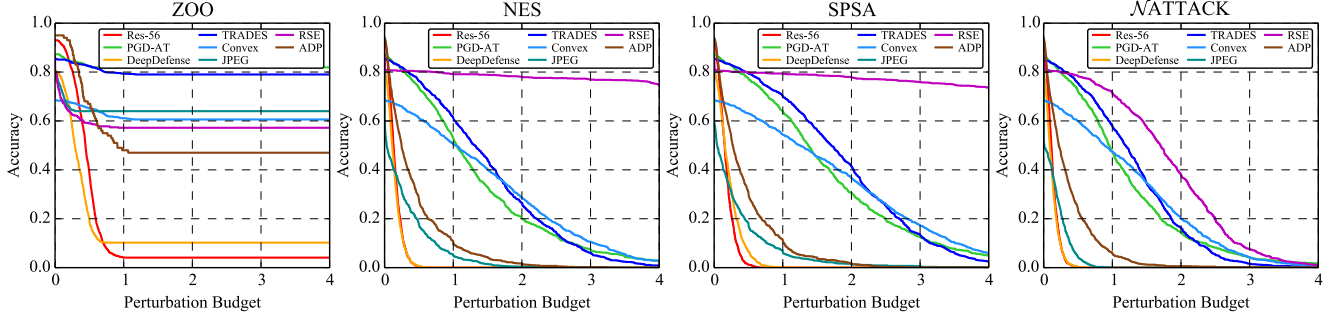 ZOO
1.0
0.8
0.6
0.4
0.2
0.0
Accuracy
Res-56 TRADES RSE
PGD-AT Convex ADP
DeepDefense JPEG
0 1 2 3 4
Perturbation Budget
NES
1.0
0.8
0.6
0.4
0.2
0.0
Accuracy
Res-56 TRADES RSE
PGD-AT Convex ADP
DeepDefense JPEG
0 1 2 3 4
Perturbation Budget
SPSA
1.0
0.8
0.6
0.4
0.2
0.0
Accuracy
Res-56 TRADES RSE
PGD-AT Convex ADP
DeepDefense JPEG
0 1 2 3 4
Perturbation Budget
𝒩ATTACK
1.0
0.8
0.6
0.4
0.2
0.0
Accuracy
Res-56 TRADES RSE
PGD-AT Convex ADP
DeepDefense JPEG
0 1 2 3 4
Perturbation Budget